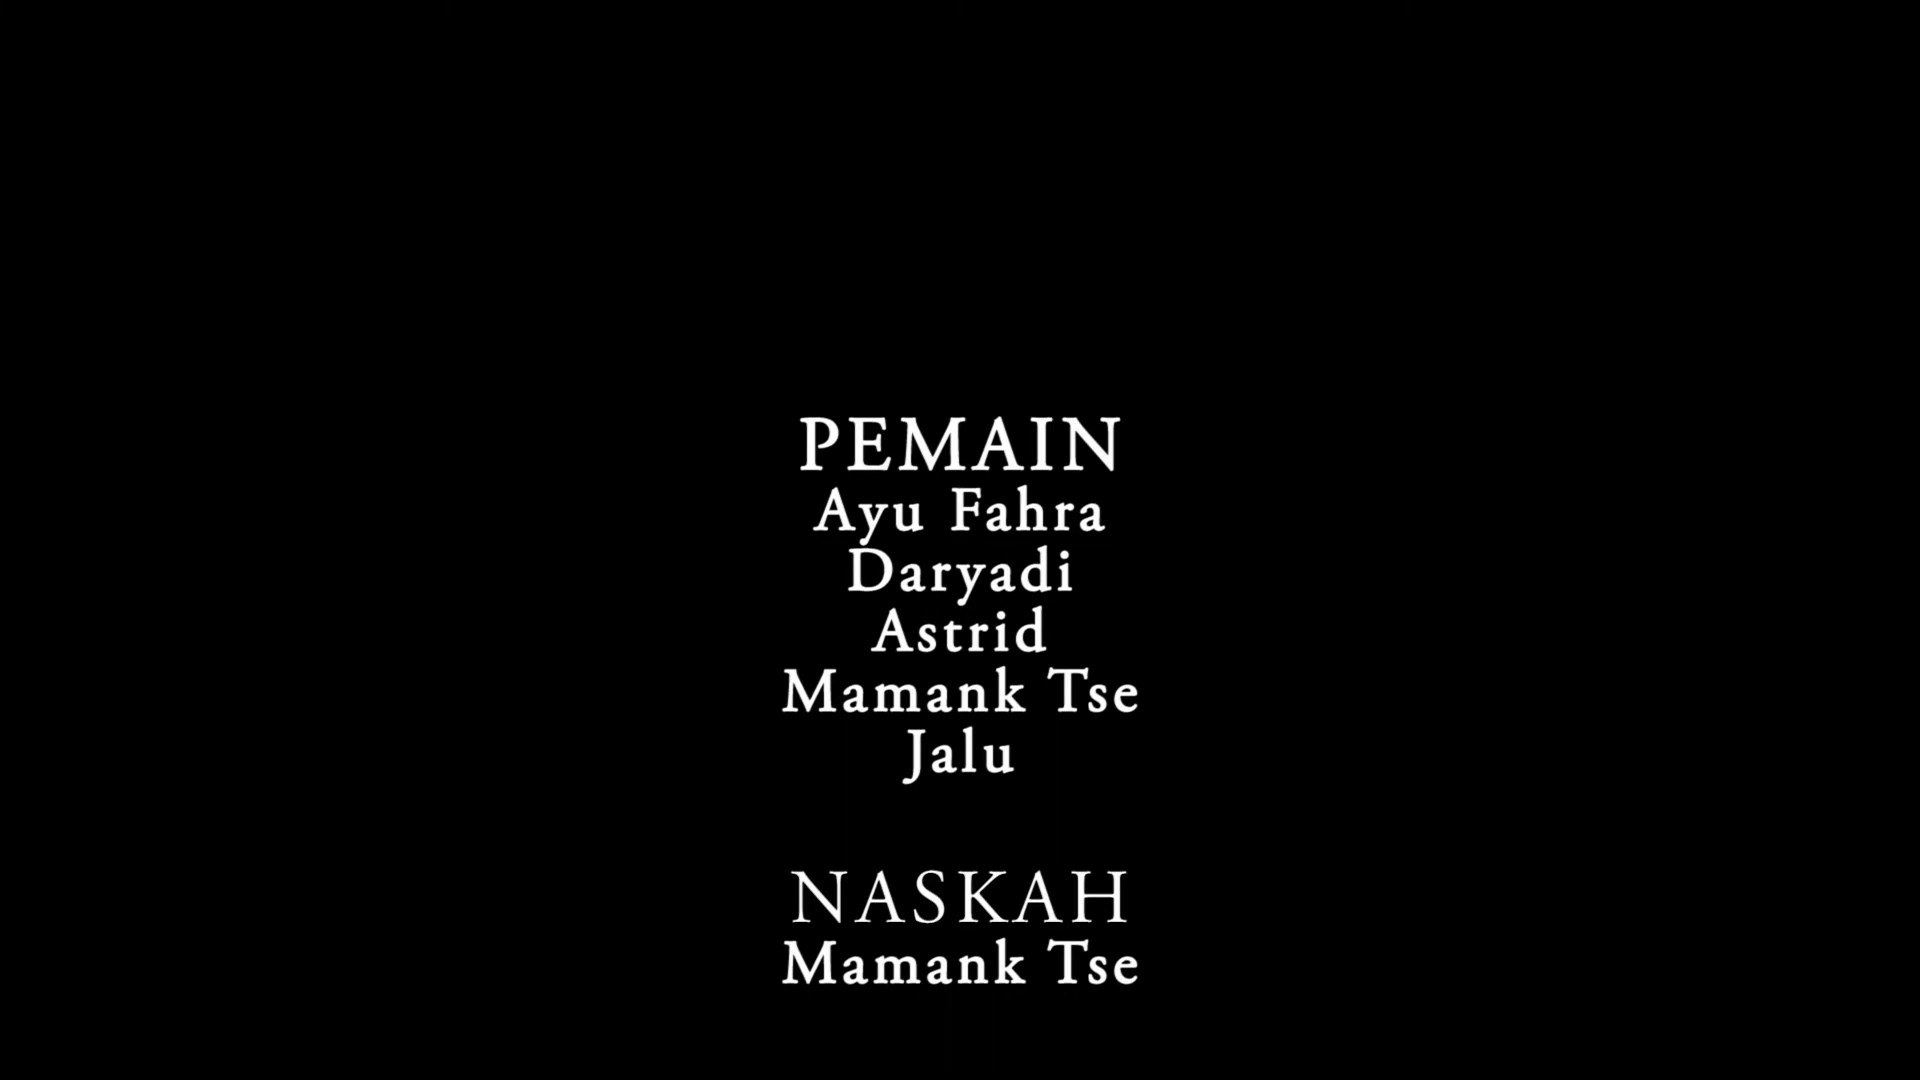 PEMAIN
Ayu Fahra
Daryadi
Astrid
Mamank Tse
Jalu
NASKAH
Mamank Tse